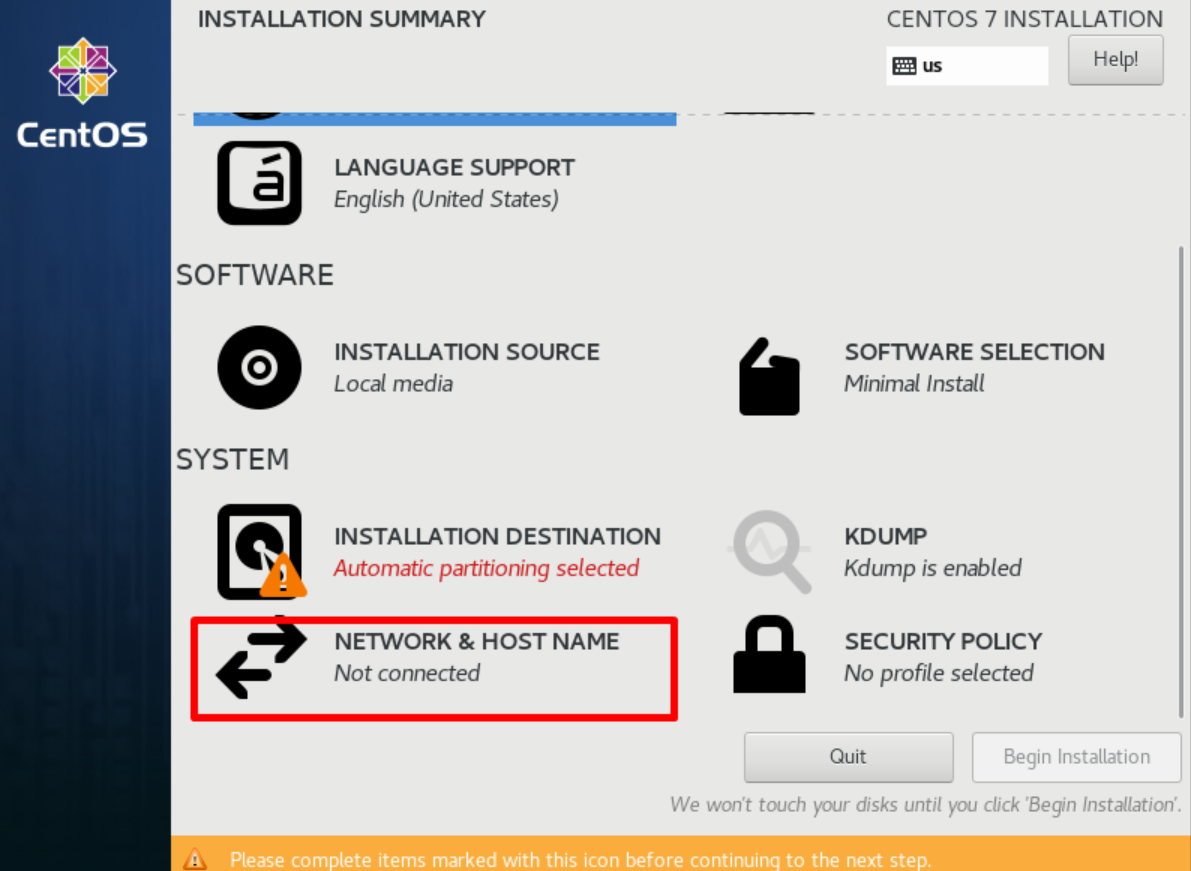 INSTALLATION SUMMARY
CENTOS 7 INSTALLATION
us
Help!
CentOS
á
LANGUAGE SUPPORT
English (United States)
SOFTWARE
INSTALLATION SOURCE
Local media
SOFTWARE SELECTION
Minimal Install
SYSTEM
INSTALLATION DESTINATION
Automatic partitioning selected
KDUMP
Kdump is enabled
NETWORK & HOST NAME
Not connected
SECURITY POLICY
No profile selected
Quit
Begin Installation
We won't touch your disks until you click 'Begin Installation'.
Please complete items marked with this icon before continuing to the next step.